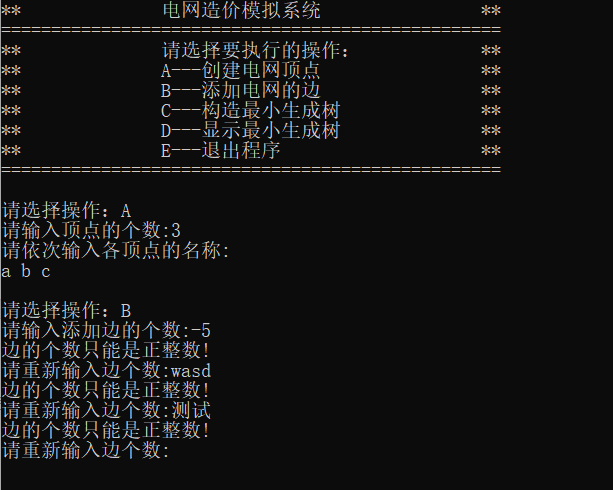 **              电网造价模拟系统                **
==================================================
**              请选择要执行的操作:             **
**              A---创建电网顶点                **
**              B---添加电网的边                **
**              C---构造最小生成树              **
**              D---显示最小生成树              **
**              E---退出程序                    **
==================================================
请选择操作: A
请输入顶点的个数:3
请依次输入各顶点的名称:
a b c
请选择操作: B
请输入添加边的个数:-5
边的个数只能是正整数!
请重新输入边个数:wasd
边的个数只能是正整数!
请重新输入边个数:测试
边的个数只能是正整数!
请重新输入边个数: